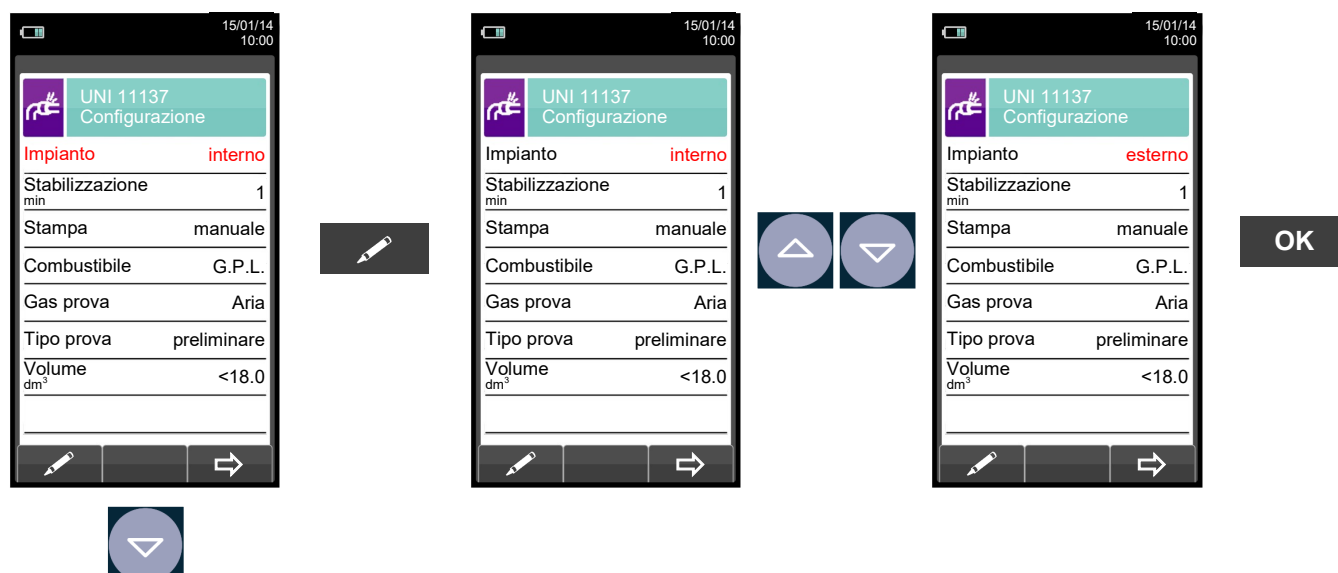 15/01/14
10:00
UNI 11137
Configurazione
Impianto interno
Stabilizzazione 1
min
Stampa manuale
Combustibile G.P.L.
Gas prova Aria
Tipo prova preliminare
Volume <18.0
dm³
15/01/14
10:00
UNI 11137
Configurazione
Impianto interno
Stabilizzazione 1
min
Stampa manuale
Combustibile G.P.L.
Gas prova Aria
Tipo prova preliminare
Volume <18.0
dm³
15/01/14
10:00
UNI 11137
Configurazione
Impianto esterno
Stabilizzazione 1
min
Stampa manuale
Combustibile G.P.L.
Gas prova Aria
Tipo prova preliminare
Volume <18.0
dm³
OK